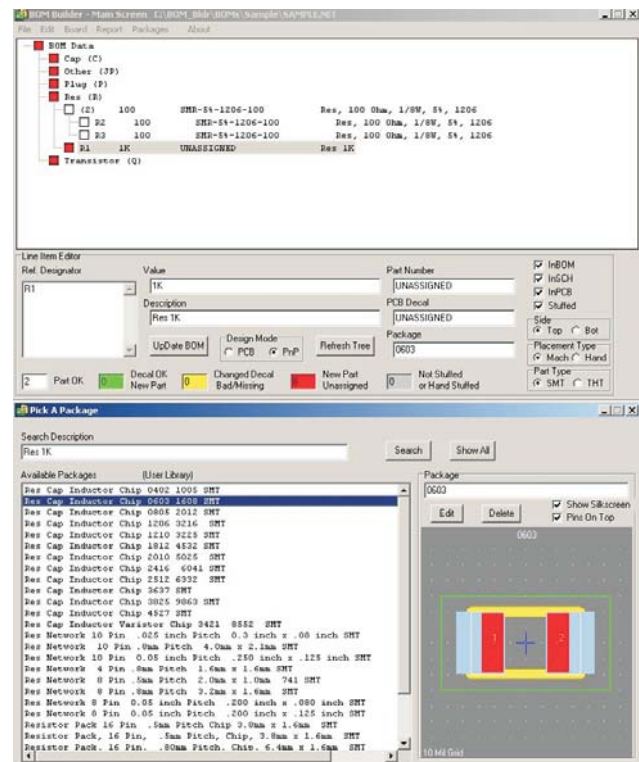 BOM Builder - Main Screen C:\BOM_Bldr\BOMs\Sample\SAMPLE.NET
File Edit Board Report Packages About
BOM Data
Cap (C)
Other (JP)
Plug (P)
Res (R)
(2) 100 SMR-5%-1206-100 Res, 100 Ohm, 1/8W, 5%, 1206
R2 100 SMR-5%-1206-100 Res, 100 Ohm, 1/8W, 5%, 1206
R3 100 SMR-5%-1206-100 Res, 100 Ohm, 1/8W, 5%, 1206
R1 1K UNASSIGNED Res 1K
Transistor (Q)
Line Item Editor
Ref. Designator Value Part Number
R1 1K UNASSIGNED
Description PCB Decal
Res 1K UNASSIGNED
Package
0603
UpDate BOM Design Mode PCB PnP Refresh Tree
InBOM
InSCH
InPCB
Stuffed
Side
Top Bot
Placement Type
Mach Hand
Part Type
SMT THT
2 Part OK 0 Decal OK New Part 0 Changed Decal Bad/Missing New Part Unassigned 0 Not Stuffed or Hand Stuffed
Pick A Package
Search Description
Res 1K Search Show All
Available Packages (User Library)
Res Cap Inductor Chip 0402 1005 SMT
Res Cap Inductor Chip 0603 1608 SMT
Res Cap Inductor Chip 0805 2012 SMT
Res Cap Inductor Chip 1206 3216 SMT
Res Cap Inductor Chip 1210 3225 SMT
Res Cap Inductor Chip 1812 4532 SMT
Res Cap Inductor Chip 2010 5025 SMT
Res Cap Inductor Chip 2416 6041 SMT
Res Cap Inductor Chip 2512 6332 SMT
Res Cap Inductor Chip 3637 SMT
Res Cap Inductor Chip 3825 9863 SMT
Res Cap Inductor Chip 4527 SMT
Res Cap Inductor Varistor Chip 3421 8552 SMT
Res Network 10 Pin .025 inch Pitch 0.3 inch x .08 inch SMT
Res Network 10 Pin .8mm Pitch 4.0mm x 2.1mm SMT
Res Network 10 Pin 0.05 inch Pitch .250 inch x .125 inch SMT
Res Network 4 Pin .8mm Pitch 1.6mm x 1.6mm SMT
Res Network 8 Pin .5mm Pitch 2.0mm x 1.0mm 741 SMT
Res Network 8 Pin .8mm Pitch 3.2mm x 1.6mm SMT
Res Network 8 Pin 0.05 inch Pitch .200 inch x .080 inch SMT
Res Network 8 Pin 0.05 inch Pitch .200 inch x .125 inch SMT
Resistor Pack 16 Pin .5mm Pitch Chip 3.8mm x 1.6mm SMT
Resistor Pack, 16 Pin, .5mm Pitch, Chip, 3.8mm x 1.6mm SMT
Resistor Pack, 16 Pin, .80mm Pitch, Chip, 6.4mm x 1.6mm SMT
Package
0603
Edit Delete
Show Silkscreen
Pins On Top
0603
1 2
10 Mil Grid